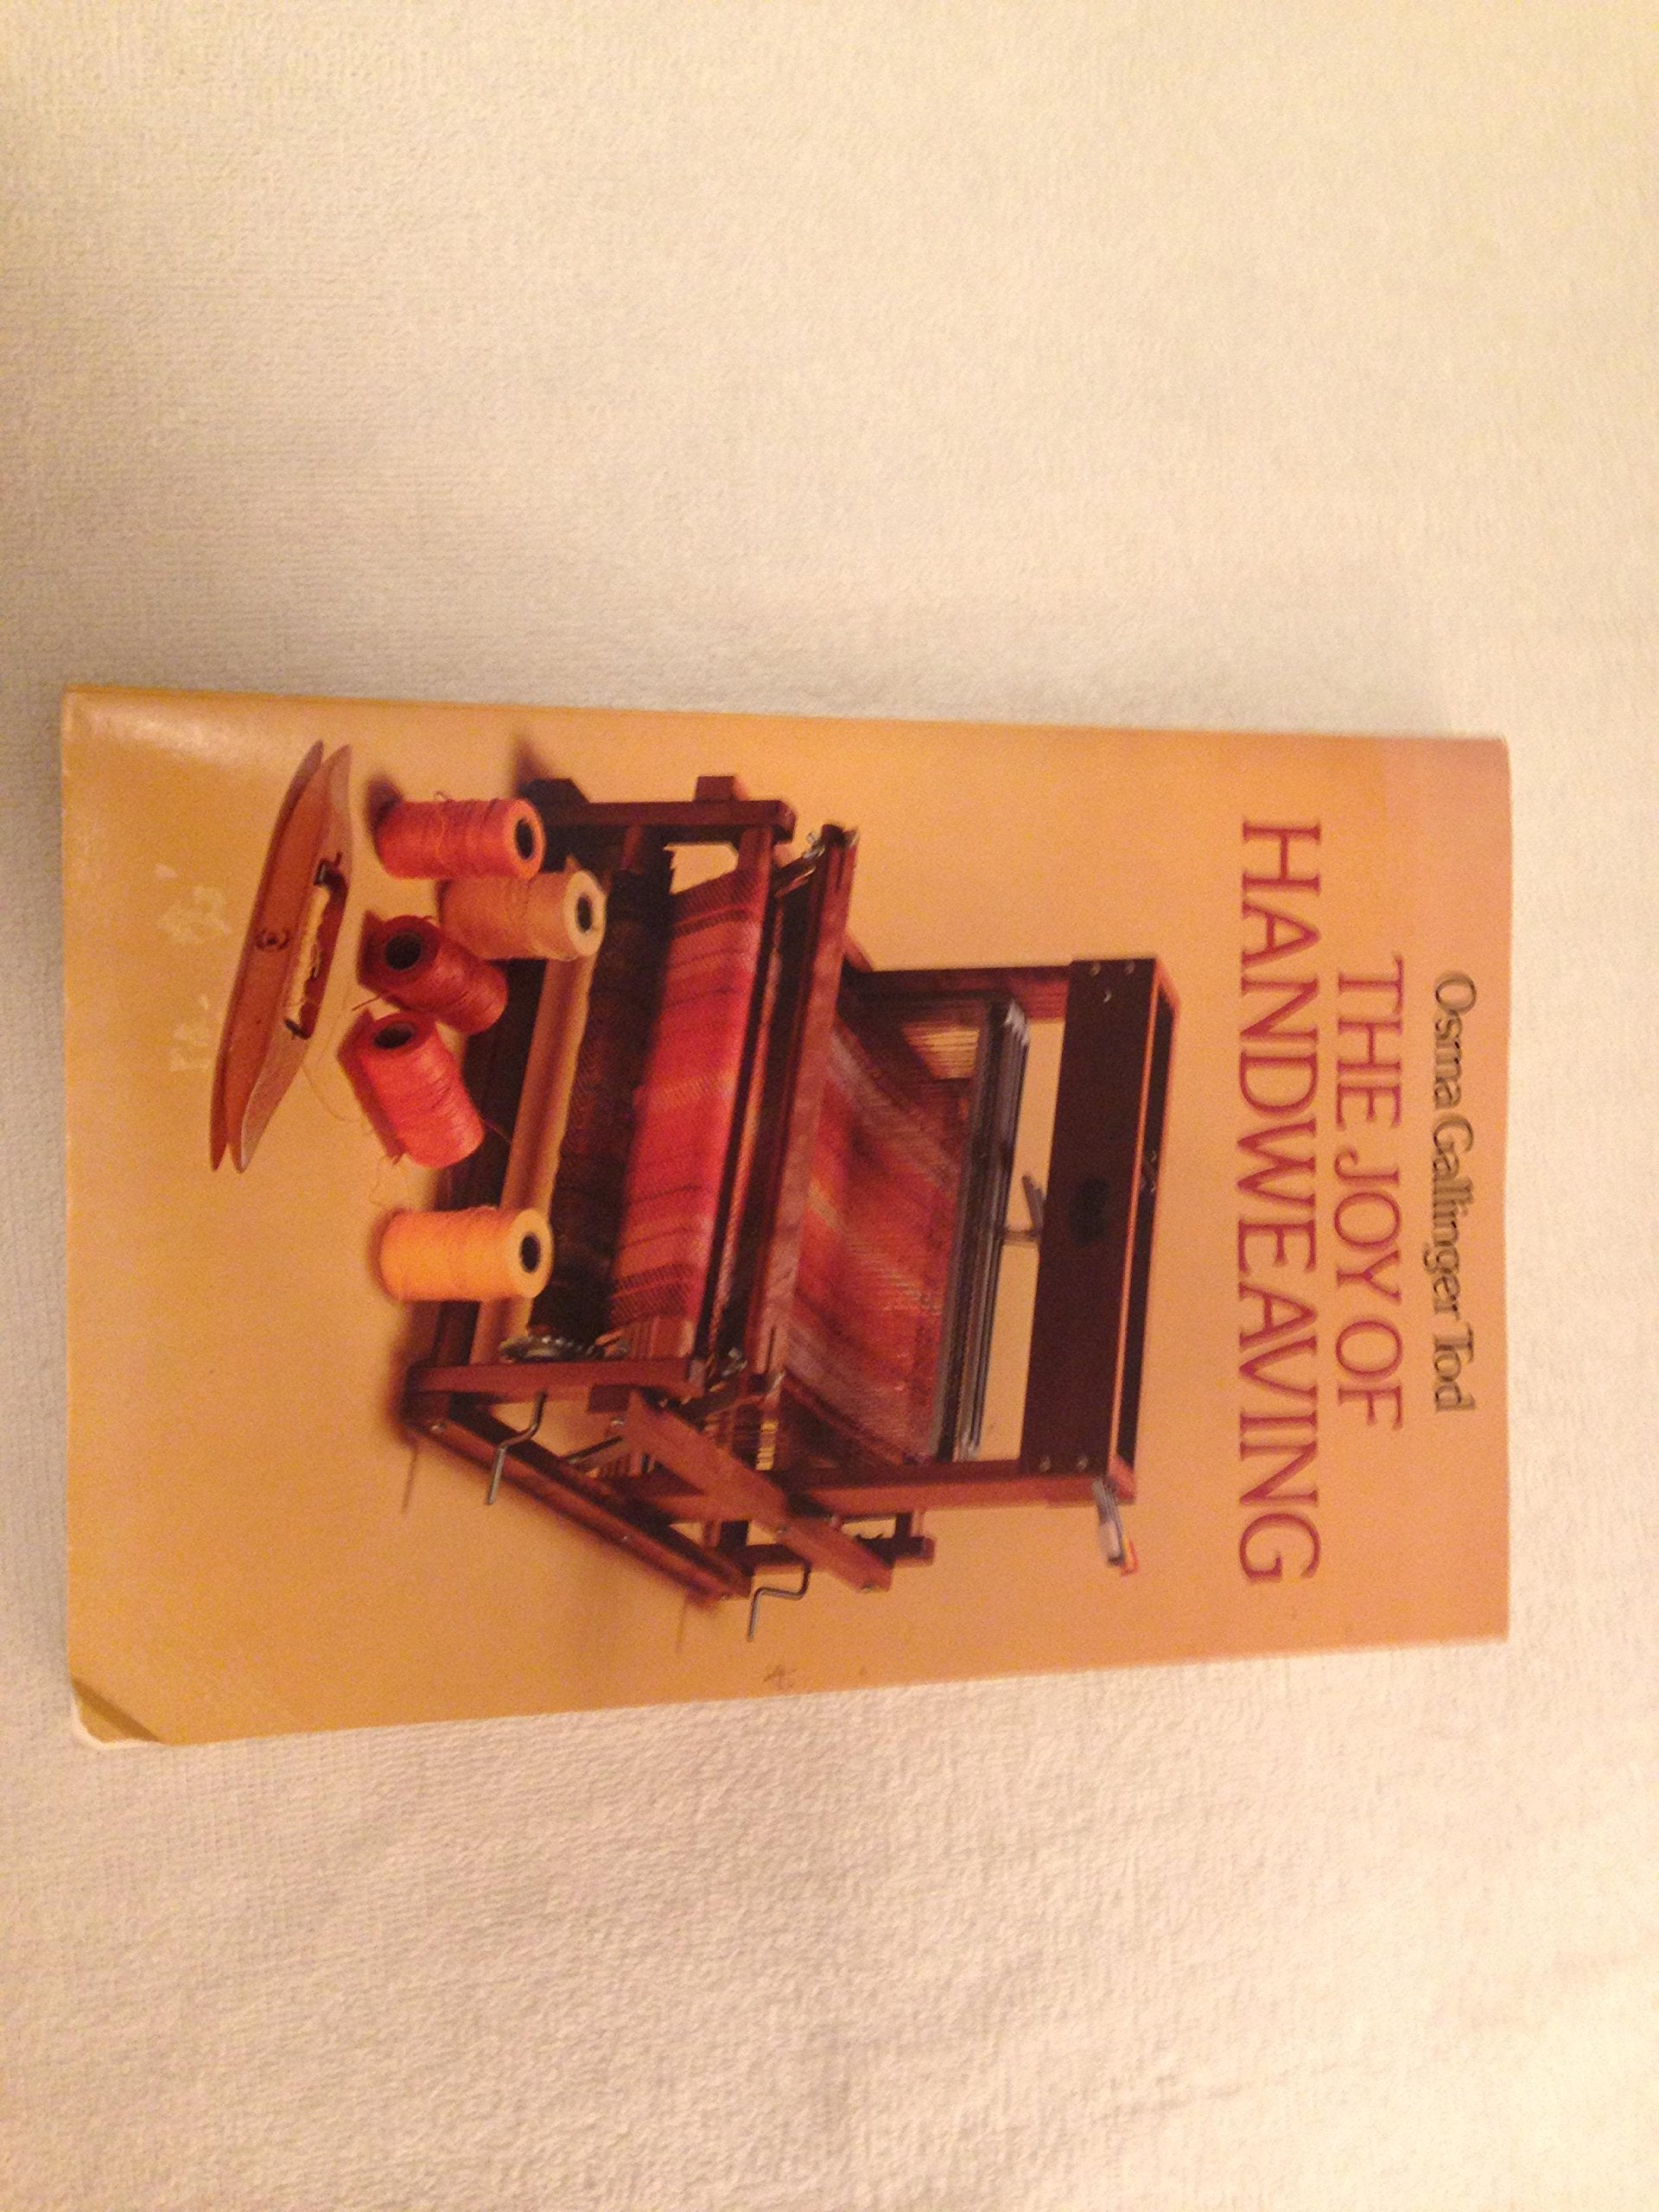 Osma Gallinger Tod
THE JOY OF
HANDWEAVING